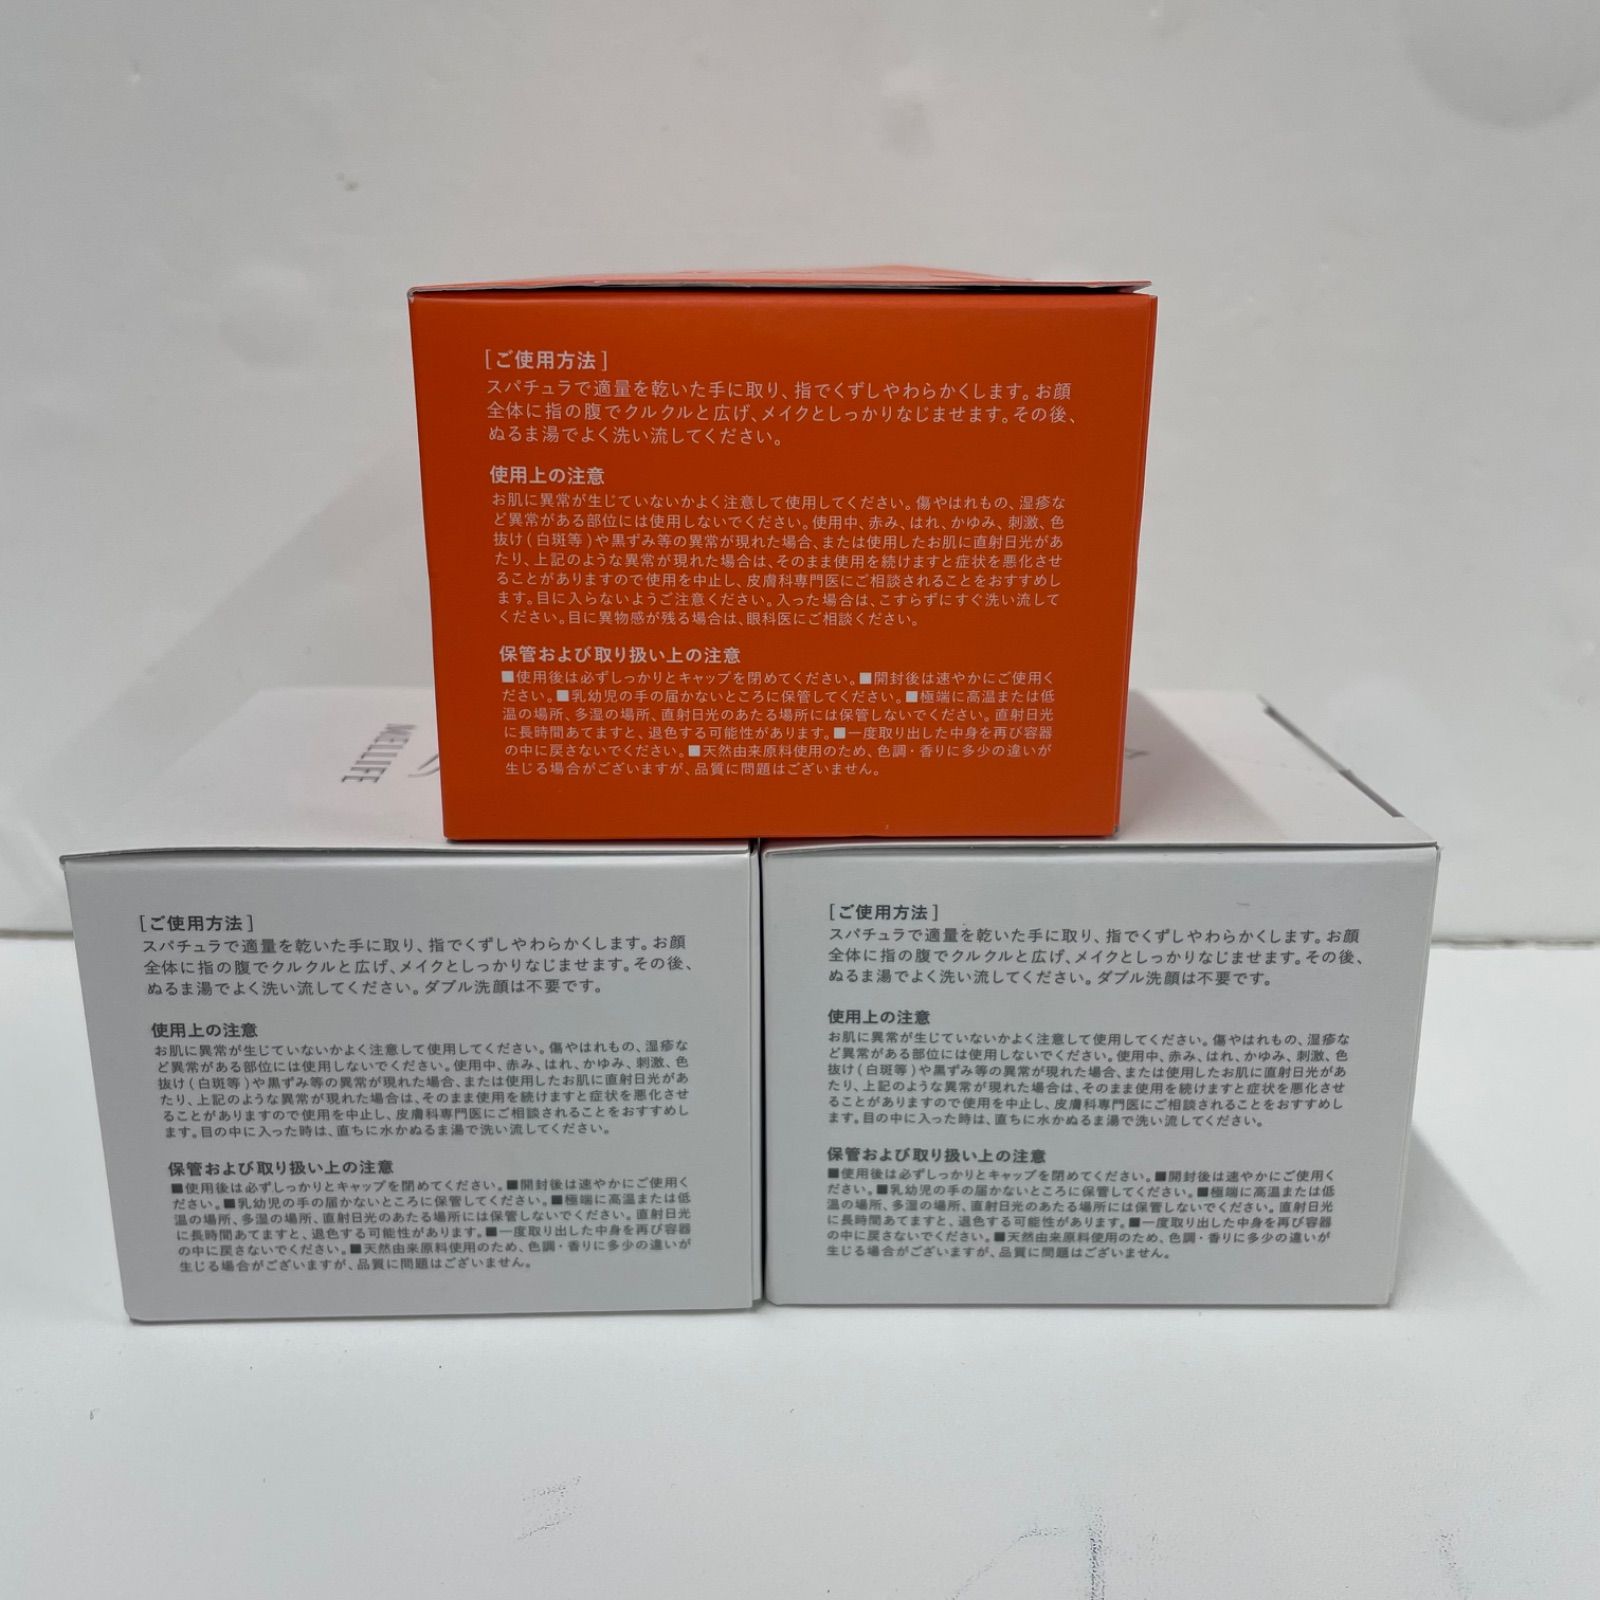 [ご使用方法]
スパチュラで適量を乾いた手に取り、指でくずしやわらかくします。お顔
全体に指の腹でクルクルと広げ、メイクとしっかりなじませます。その後、
ぬるま湯でよく洗い流してください。
使用上の注意
お肌に異常が生じていないかよく注意して使用してください。傷やはれもの、湿疹な
ど異常がある部位には使用しないでください。使用中、赤み、はれ、かゆみ、刺激、色
抜け(白斑等)や黒ずみ等の異常が現れた場合、または使用したお肌に直射日光があ
たり、上記のような異常が現れた場合は、そのまま使用を続けますと症状を悪化させ
ることがありますので使用を中止し、皮膚科専門医にご相談されることをおすすめし
ます。目に入らないようご注意ください。入った場合は、こすらずにすぐ洗い流して
ください。目に異物感が残る場合は、眼科医にご相談ください。
保管および取り扱い上の注意
■使用後は必ずしっかりとキャップを閉めてください。■開封後は速やかにご使用く
ださい。■乳幼児の手の届かないところに保管してください。■極端に高温または低
温の場所、多湿の場所、直射日光のあたる場所には保管しないでください。直射日光
に長時間あてますと、退色する可能性があります。■一度取り出した中身を再び容器
の中に戻さないでください。■天然由来原料使用のため、色調・香りに多少の違いが
生じる場合がございますが、品質に問題はございません。
MELLIFE
[ご使用方法]
スパチュラで適量を乾いた手に取り、指でくずしやわらかくします。お顔
全体に指の腹でクルクルと広げ、メイクとしっかりなじませます。その後、
ぬるま湯でよく洗い流してください。ダブル洗顔は不要です。
使用上の注意
お肌に異常が生じていないかよく注意して使用してください。傷やはれもの、湿疹な
ど異常がある部位には使用しないでください。使用中、赤み、はれ、かゆみ、刺激、色
抜け(白斑等)や黒ずみ等の異常が現れた場合、または使用したお肌に直射日光があ
たり、上記のような異常が現れた場合は、そのまま使用を続けますと症状を悪化させ
ることがありますので使用を中止し、皮膚科専門医にご相談されることをおすすめし
ます。目の中に入った時は、直ちに水かぬるま湯で洗い流してください。
保管および取り扱い上の注意
■使用後は必ずしっかりとキャップを閉めてください。■開封後は速やかにご使用く
ださい。■乳幼児の手の届かないところに保管してください。■極端に高温または低
温の場所、多湿の場所、直射日光のあたる場所には保管しないでください。直射日光
に長時間あてますと、退色する可能性があります。■一度取り出した中身を再び容器
の中に戻さないでください。■天然由来原料使用のため、色調・香りに多少の違いが
生じる場合がございますが、品質に問題はございません。
[ご使用方法]
スパチュラで適量を乾いた手に取り、指でくずしやわらかくします。お顔
全体に指の腹でクルクルと広げ、メイクとしっかりなじませます。その後、
ぬるま湯でよく洗い流してください。ダブル洗顔は不要です。
使用上の注意
お肌に異常が生じていないかよく注意して使用してください。傷やはれもの、湿疹な
ど異常がある部位には使用しないでください。使用中、赤み、はれ、かゆみ、刺激、色
抜け(白斑等)や黒ずみ等の異常が現れた場合、または使用したお肌に直射日光があ
たり、上記のような異常が現れた場合は、そのまま使用を続けますと症状を悪化させ
ることがありますので使用を中止し、皮膚科専門医にご相談されることをおすすめし
ます。目の中に入った時は、直ちに水かぬるま湯で洗い流してください。
保管および取り扱い上の注意
■使用後は必ずしっかりとキャップを閉めてください。■開封後は速やかにご使用く
ださい。■乳幼児の手の届かないところに保管してください。■極端に高温または低
温の場所、多湿の場所、直射日光のあたる場所には保管しないでください。直射日光
に長時間あてますと、退色する可能性があります。■一度取り出した中身を再び容器
の中に戻さないでください。■天然由来原料使用のため、色調・香りに多少の違いが
生じる場合がございますが、品質に問題はございません。